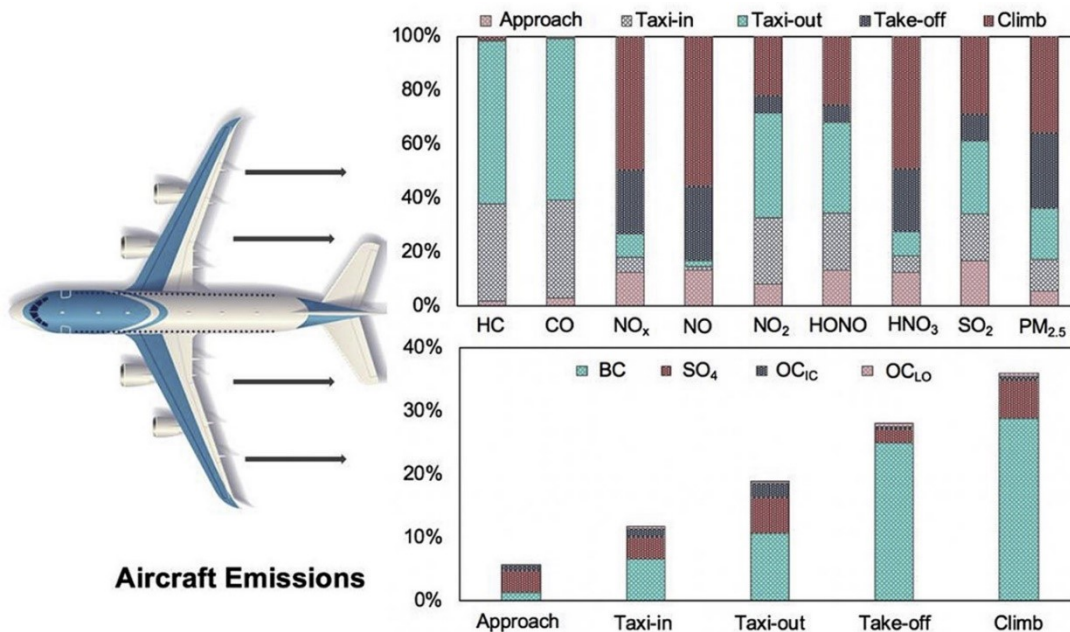 Approach Taxi-in Taxi-out Take-off Climb
100%
80%
60%
40%
20%
0%
HC CO NOₓ NO NO₂ HONO HNO₃ SO₂ PM₂.₅
40%
BC SO₄ OC_IC OC_LO
30%
20%
10%
0%
Approach Taxi-in Taxi-out Take-off Climb
Aircraft Emissions